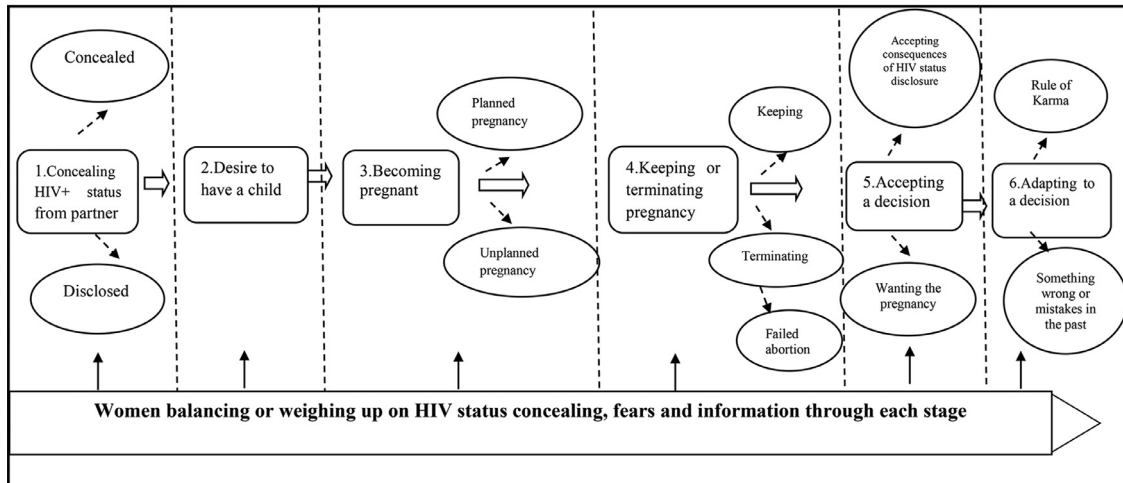 Concealed
1.Concealing
HIV+ status
from partner
Disclosed
2.Desire to
have a child
3.Becoming
pregnant
Planned
pregnancy
Unplanned
pregnancy
4.Keeping or
terminating
pregnancy
Keeping
Terminating
Failed
abortion
Accepting
consequences
of HIV status
disclosure
5.Accepting
a decision
Wanting the
pregnancy
Rule of
Karma
6.Adapting to
a decision
Something
wrong or
mistakes in
the past
Women balancing or weighing up on HIV status concealing, fears and information through each stage